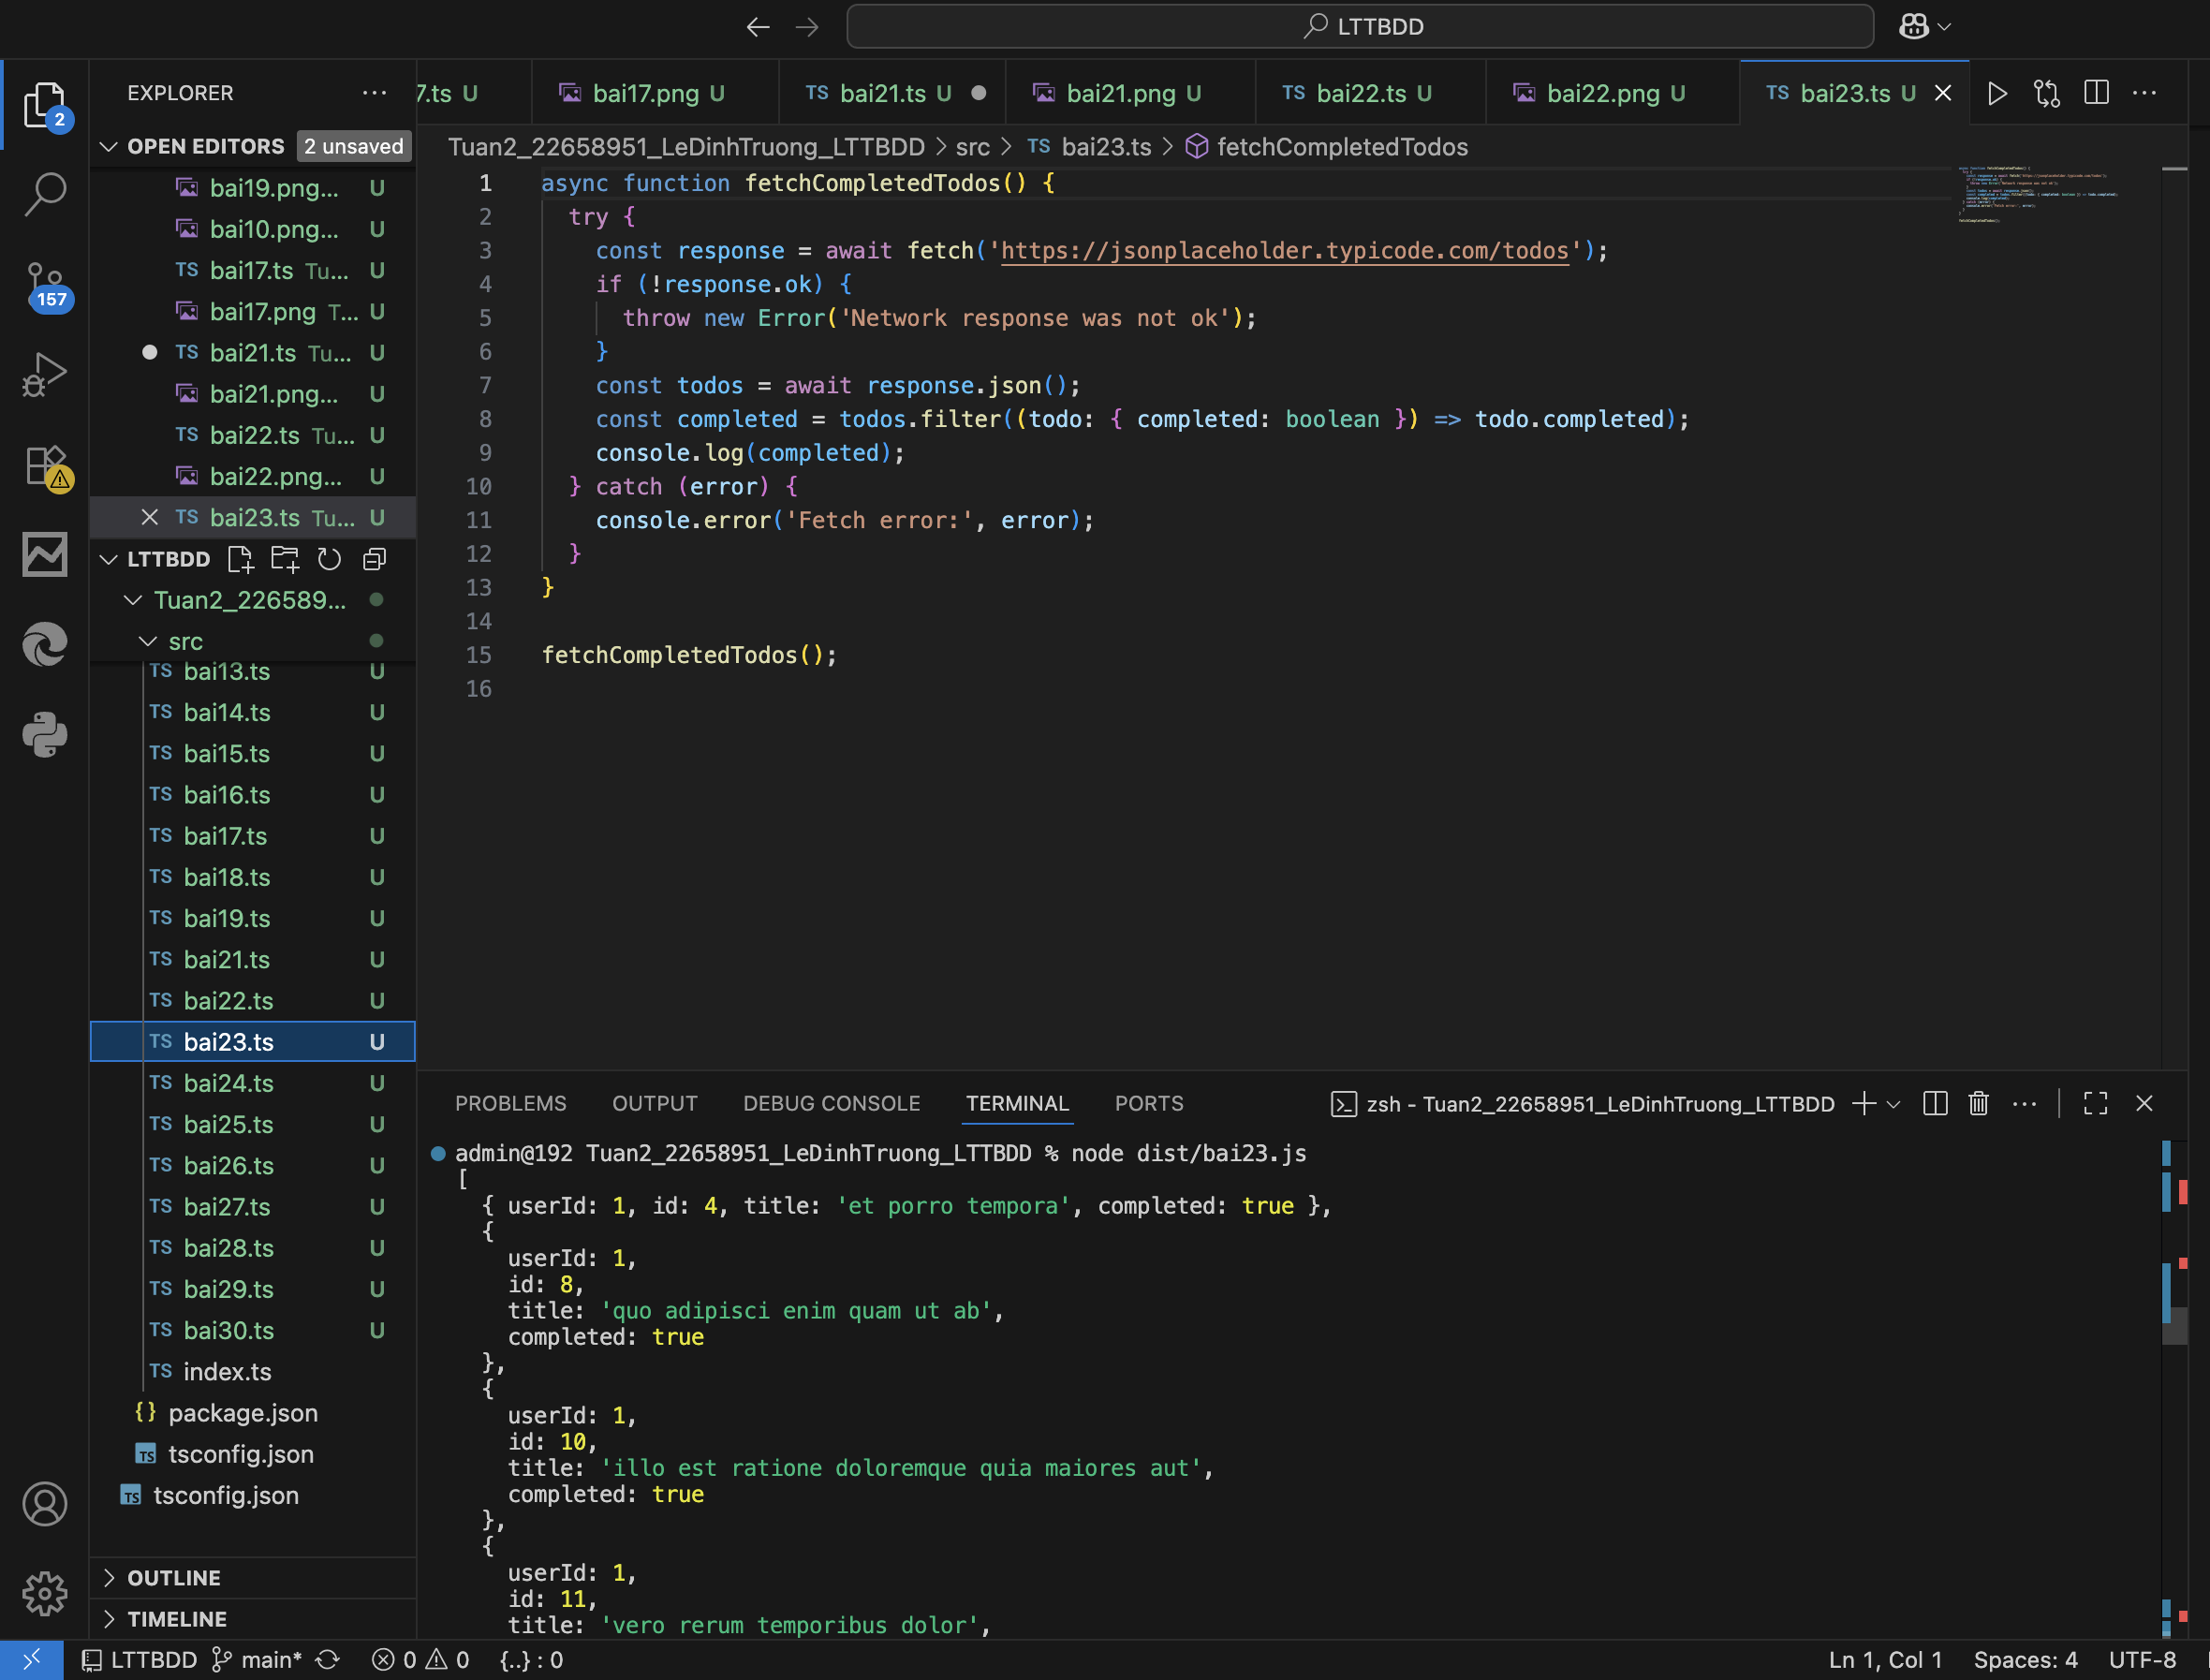 LTTBDD
EXPLORER
7.ts U
bai17.png U
TS bai21.ts U
bai21.png U
TS bai22.ts U
bai22.png U
TS bai23.ts U
2
OPEN EDITORS 2 unsaved
Tuan2_22658951_LeDinhTruong_LTTBDD > src > TS bai23.ts > fetchCompletedTodos
bai19.png... U
bai10.png... U
TS bai17.ts Tu... U
bai17.png T... U
TS bai21.ts Tu... U
bai21.png... U
TS bai22.ts Tu... U
bai22.png... U
TS bai23.ts Tu... U
157
LTTBDD
Tuan2_226589...
src
TS bai13.ts U
TS bai14.ts U
TS bai15.ts U
TS bai16.ts U
TS bai17.ts U
TS bai18.ts U
TS bai19.ts U
TS bai21.ts U
TS bai22.ts U
TS bai23.ts U
TS bai24.ts U
TS bai25.ts U
TS bai26.ts U
TS bai27.ts U
TS bai28.ts U
TS bai29.ts U
TS bai30.ts U
TS index.ts
{} package.json
TS tsconfig.json
TS tsconfig.json
OUTLINE
TIMELINE
1 async function fetchCompletedTodos() {
2 try {
3 const response = await fetch('https://jsonplaceholder.typicode.com/todos');
4 if (!response.ok) {
5 throw new Error('Network response was not ok');
6 }
7 const todos = await response.json();
8 const completed = todos.filter((todo: { completed: boolean }) => todo.completed);
9 console.log(completed);
10 } catch (error) {
11 console.error('Fetch error:', error);
12 }
13 }
14
15 fetchCompletedTodos();
16
PROBLEMS OUTPUT DEBUG CONSOLE TERMINAL PORTS
zsh - Tuan2_22658951_LeDinhTruong_LTTBDD
admin@192 Tuan2_22658951_LeDinhTruong_LTTBDD % node dist/bai23.js
[
{ userId: 1, id: 4, title: 'et porro tempora', completed: true },
{
userId: 1,
id: 8,
title: 'quo adipisci enim quam ut ab',
completed: true
},
{
userId: 1,
id: 10,
title: 'illo est ratione doloremque quia maiores aut',
completed: true
},
{
userId: 1,
id: 11,
title: 'vero rerum temporibus dolor',
LTTBDD main* 0 0 {..} : 0
Ln 1, Col 1 Spaces: 4 UTF-8